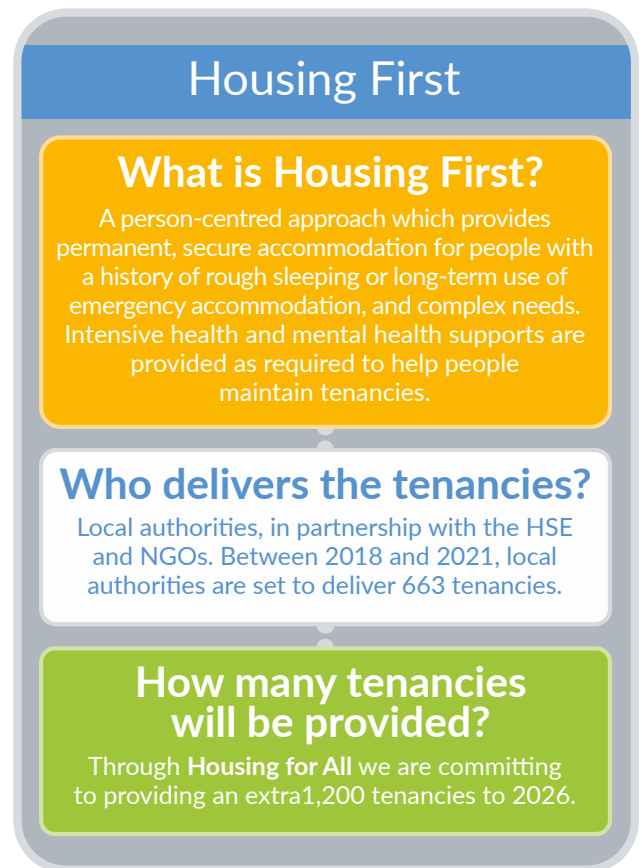 Housing First
What is Housing First?
A person-centred approach which provides
permanent, secure accommodation for people with
a history of rough sleeping or long-term use of
emergency accommodation, and complex needs.
Intensive health and mental health supports are
provided as required to help people
maintain tenancies.
Who delivers the tenancies?
Local authorities, in partnership with the HSE
and NGOs. Between 2018 and 2021, local
authorities are set to deliver 663 tenancies.
How many tenancies
will be provided?
Through Housing for All we are committing
to providing an extra1,200 tenancies to 2026.